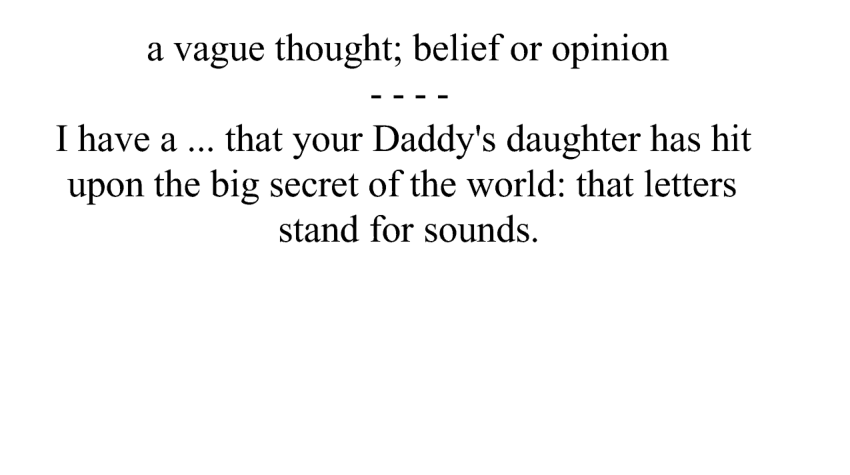 a vague thought; belief or opinion
- - - -
I have a ... that your Daddy's daughter has hit
upon the big secret of the world: that letters
stand for sounds.